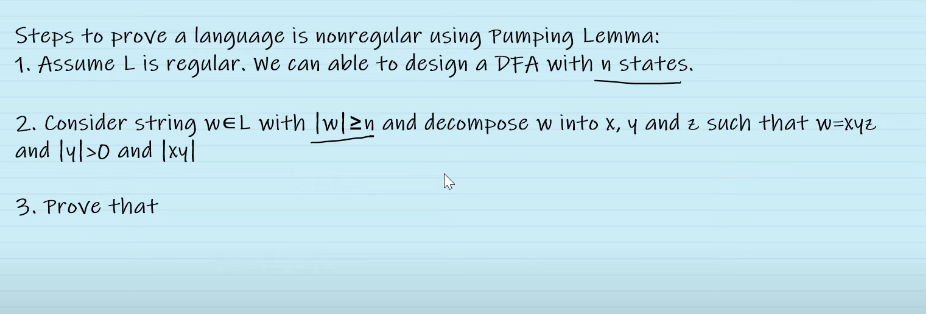 Steps to prove a language is nonregular using Pumping Lemma:
1. Assume L is regular. We can able to design a DFA with n states.
2. Consider string w∈L with |w|≥n and decompose w into x, y and z such that w=xyz
and |y|>0 and |xy|
3. Prove that